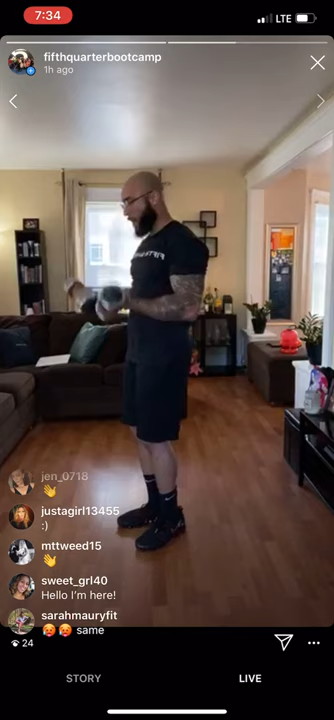 7:34
LTE
fifthquarterbootcamp
1h ago
jen_0718
👋
justagirl13455
:)
mttweed15
👋
sweet_grl40
Hello I'm here!
sarahmauryfit
🥵🥵 same
24
STORY
LIVE